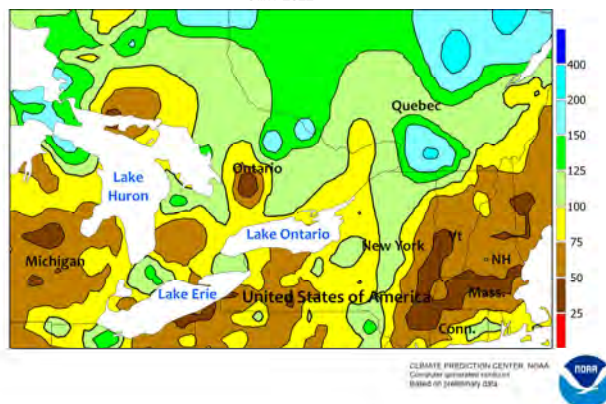 Quebec
Ontario
Lake
Huron
Lake Ontario
Michigan
New York
Vt
NH
Lake Erie
United States of America
Mass.
Conn.
400
200
150
125
100
75
50
25
CLIMATE PREDICTION CENTER, NOAA
Computer generated contours
Based on preliminary data
NOAA